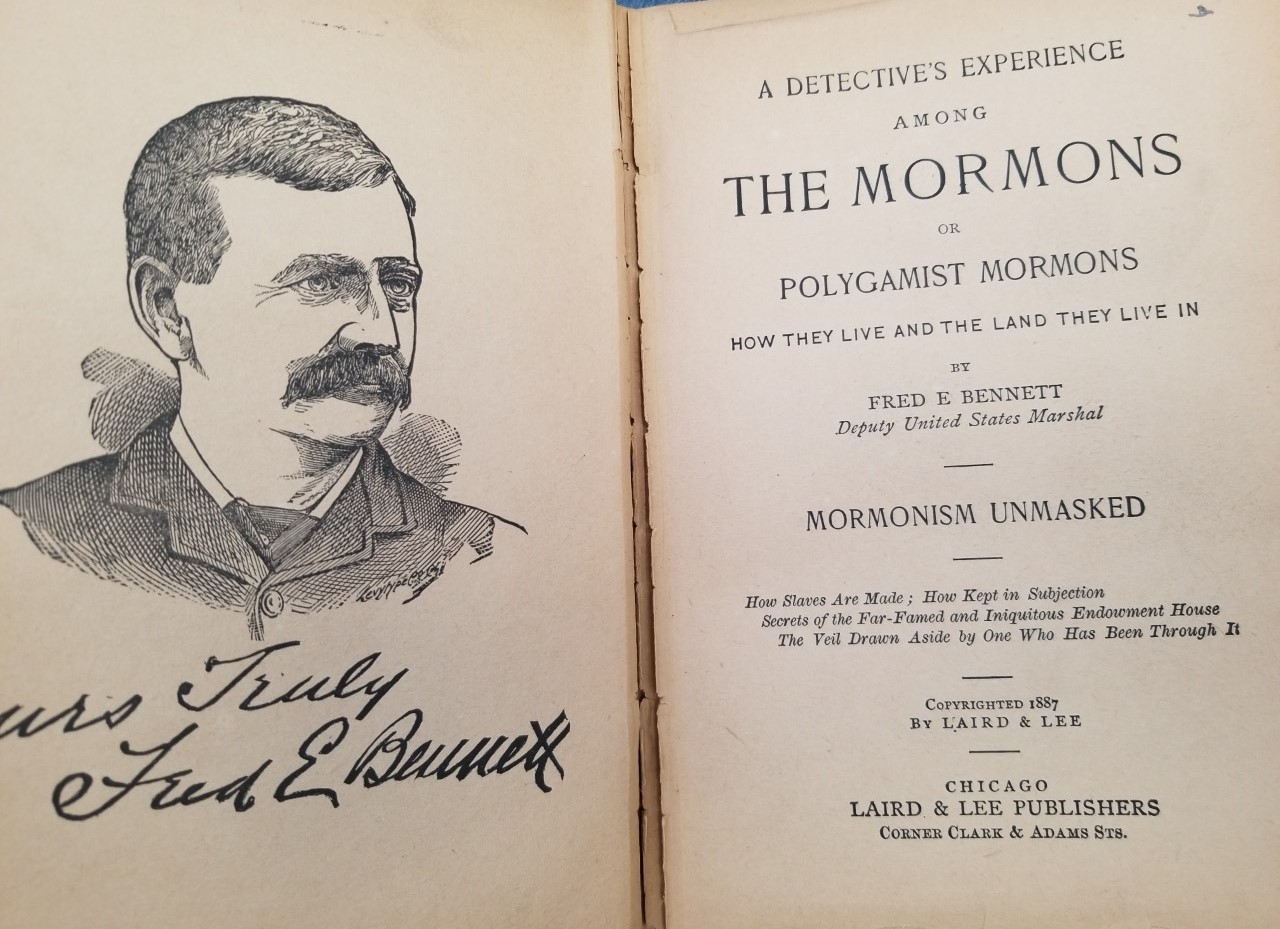 urs Truly
Fred E Bennett
A DETECTIVE'S EXPERIENCE
AMONG
THE MORMONS
OR
POLYGAMIST MORMONS
HOW THEY LIVE AND THE LAND THEY LIVE IN
BY
FRED E BENNETT
Deputy United States Marshal
MORMONISM UNMASKED
How Slaves Are Made; How Kept in Subjection
Secrets of the Far-Famed and Iniquitous Endowment House
The Veil Drawn Aside by One Who Has Been Through It
COPYRIGHTED 1887
BY LAIRD & LEE
CHICAGO
LAIRD & LEE PUBLISHERS
CORNER CLARK & ADAMS STS.